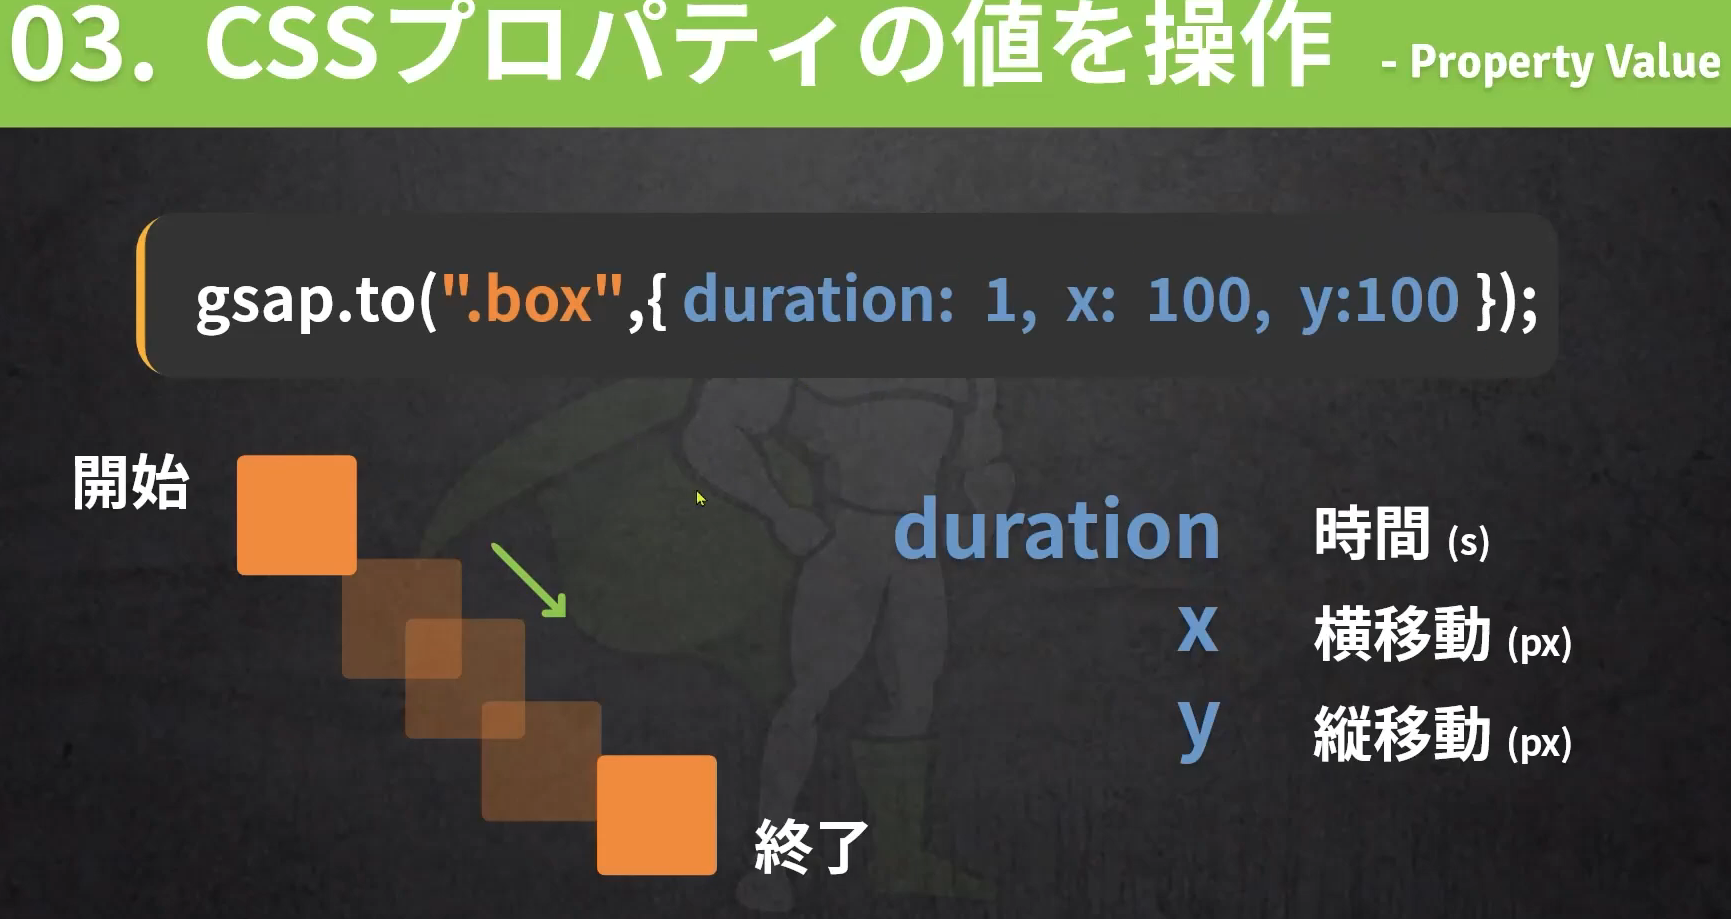 03. CSSプロパティの値を操作 - Property Value
gsap.to(".box",{ duration: 1, x: 100, y:100 });
開始
duration 時間 (s)
x 横移動 (px)
y 縦移動 (px)
終了